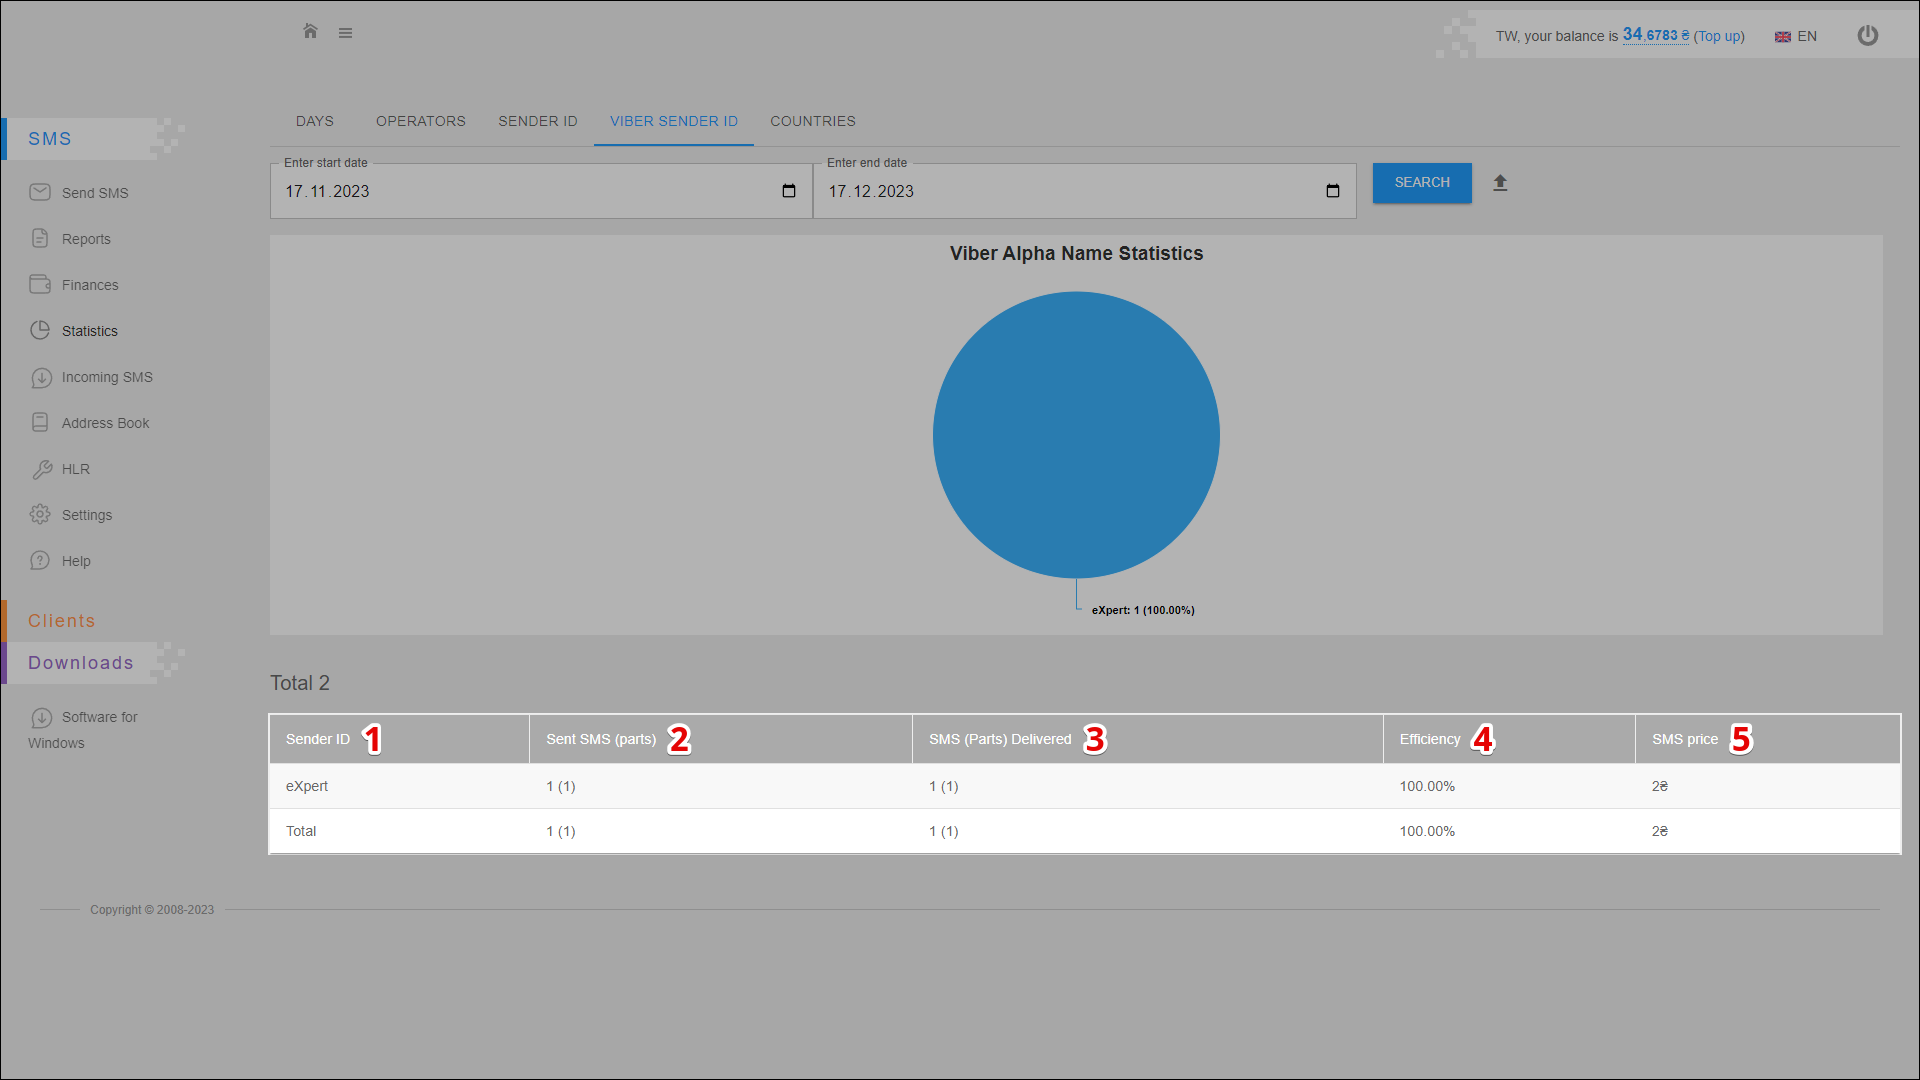 TW, your balance is 34,6783 ₴ (Top up)
EN
SMS
Send SMS
Reports
Finances
Statistics
Incoming SMS
Address Book
HLR
Settings
Help
Clients
Downloads
Software for
Windows
DAYS
OPERATORS
SENDER ID
VIBER SENDER ID
COUNTRIES
Enter start date
17.11.2023
Enter end date
17.12.2023
SEARCH
Viber Alpha Name Statistics
eXpert: 1 (100.00%)
Total 2
Sender ID 1 Sent SMS (parts) 2 SMS (Parts) Delivered 3 Efficiency 4 SMS price 5
eXpert 1 (1) 1 (1) 100.00% 2₴
Total 1 (1) 1 (1) 100.00% 2₴
Copyright © 2008-2023